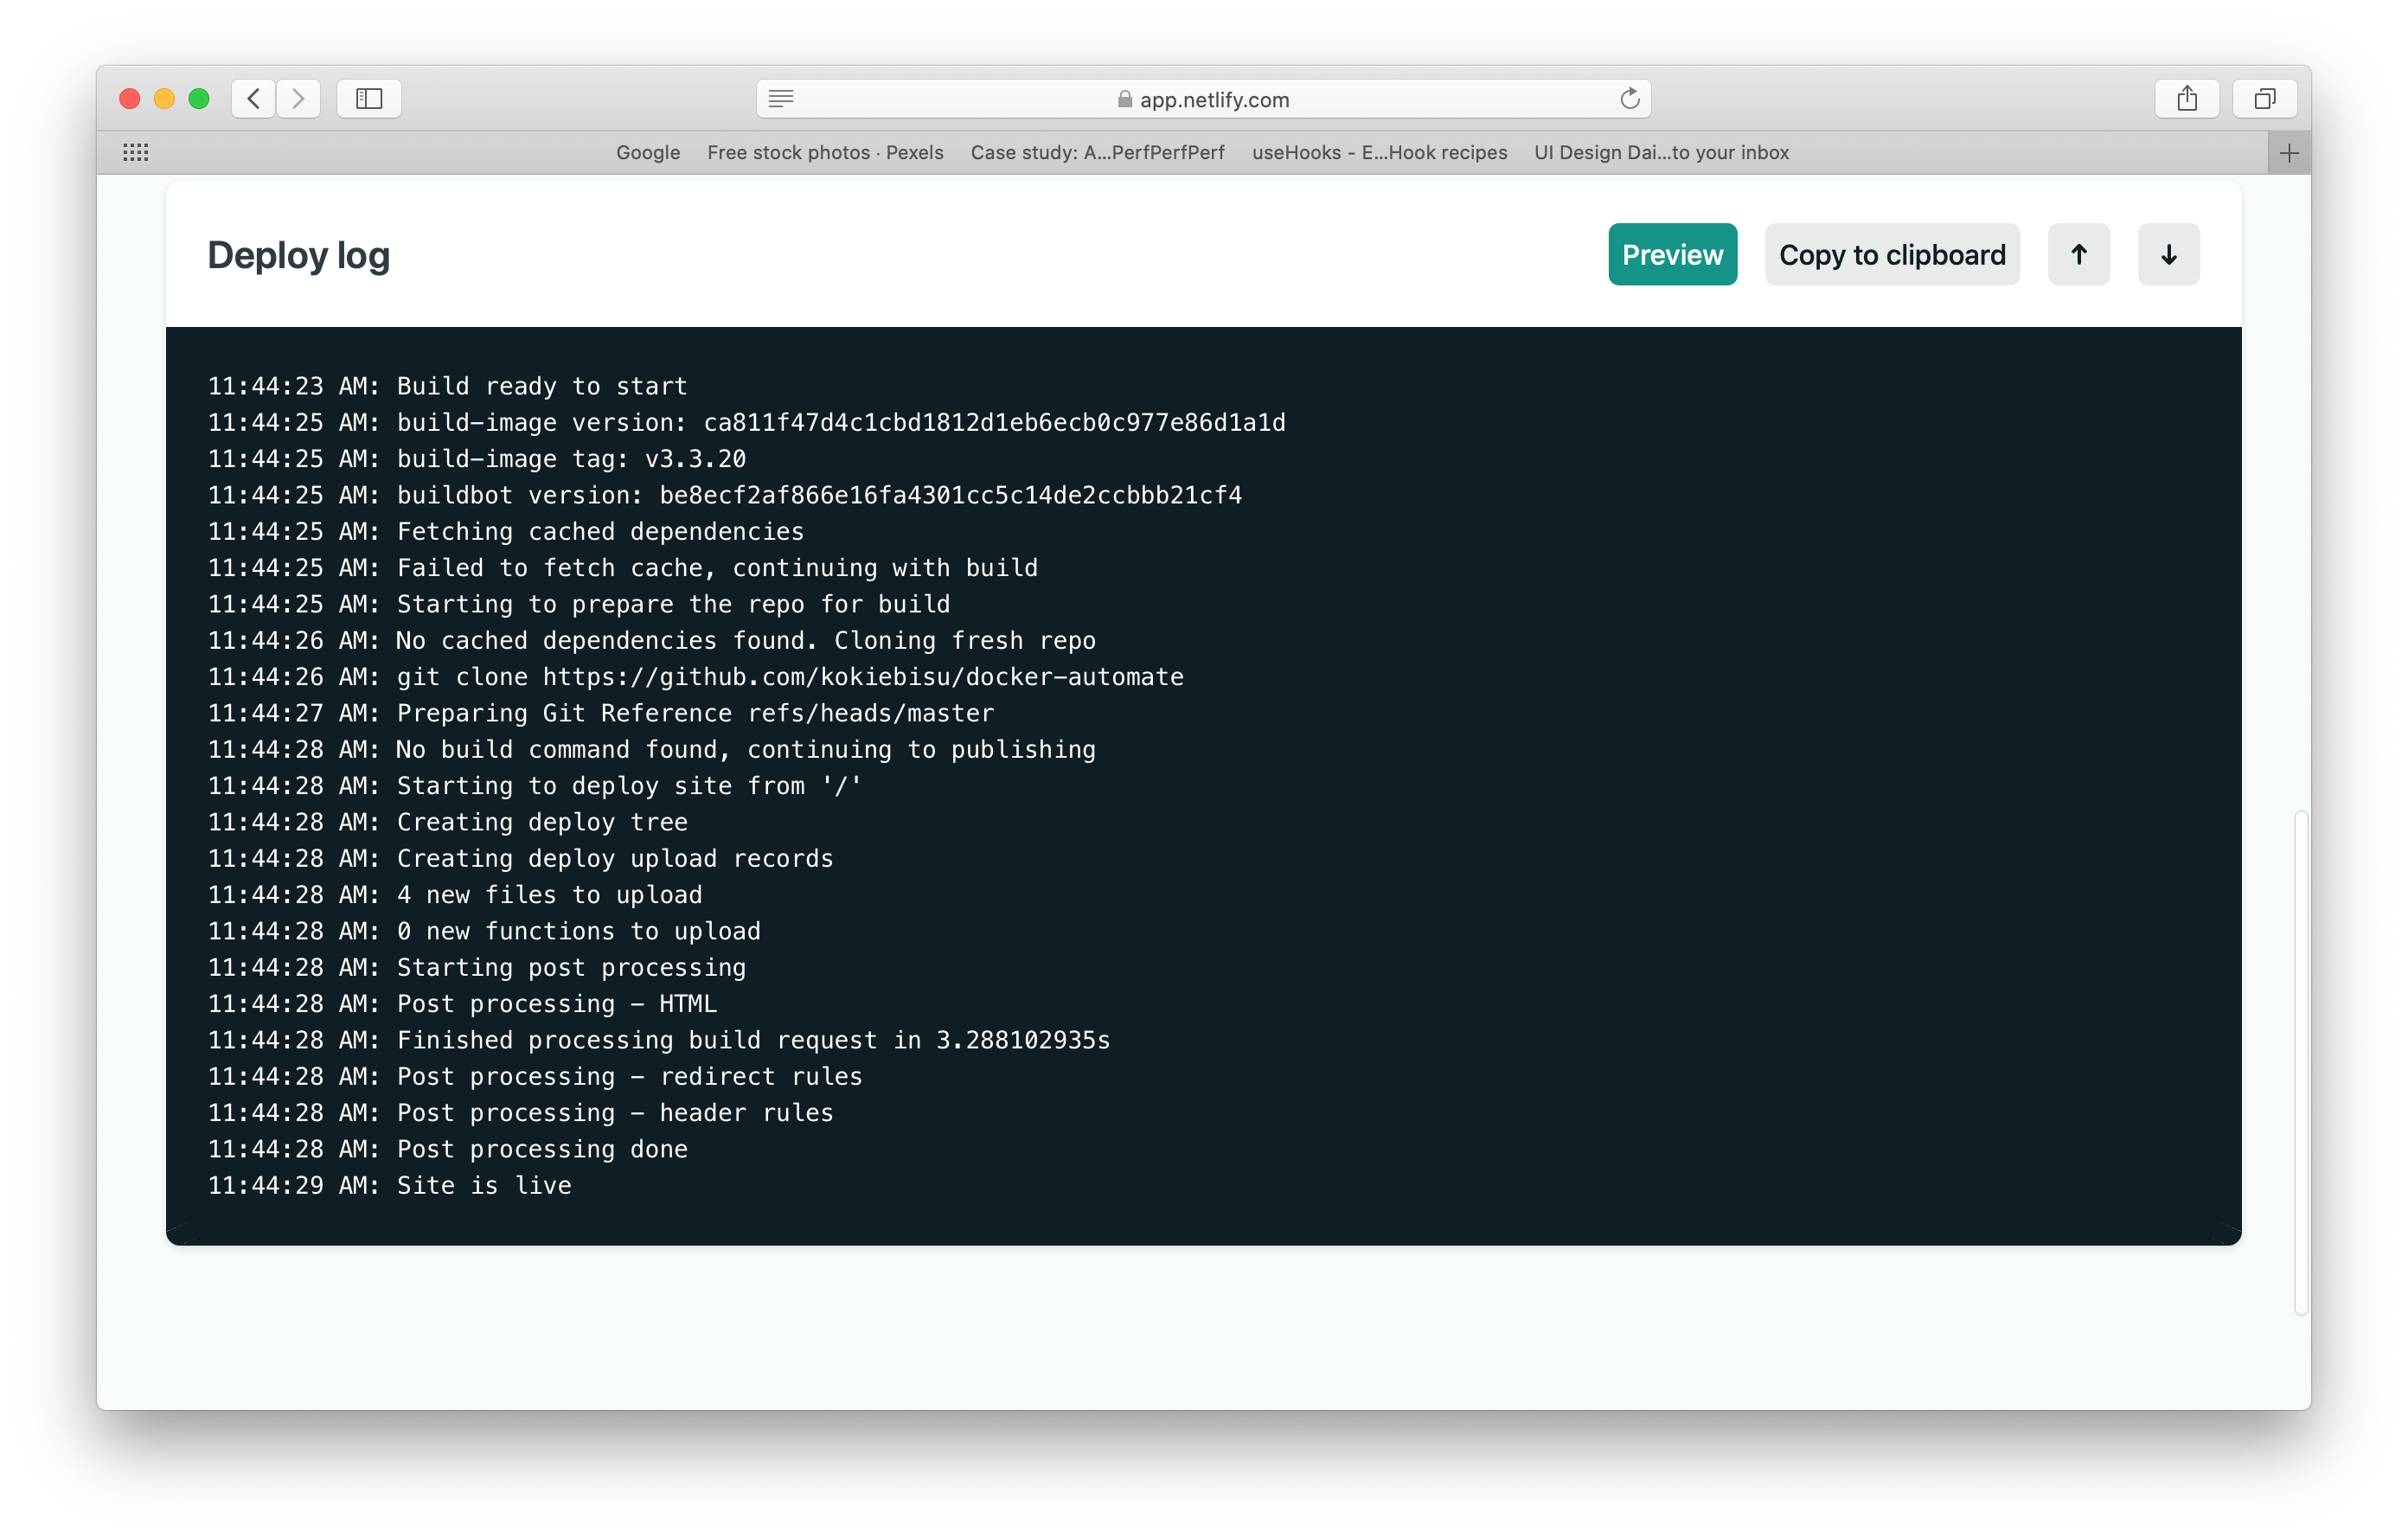 app.netlify.com
Google Free stock photos · Pexels Case study: A...PerfPerfPerf useHooks - E...Hook recipes UI Design Dai...to your inbox
Deploy log Preview Copy to clipboard ↑ ↓
11:44:23 AM: Build ready to start
11:44:25 AM: build-image version: ca811f47d4c1cbd1812d1eb6ecb0c977e86d1a1d
11:44:25 AM: build-image tag: v3.3.20
11:44:25 AM: buildbot version: be8ecf2af866e16fa4301cc5c14de2ccbbb21cf4
11:44:25 AM: Fetching cached dependencies
11:44:25 AM: Failed to fetch cache, continuing with build
11:44:25 AM: Starting to prepare the repo for build
11:44:26 AM: No cached dependencies found. Cloning fresh repo
11:44:26 AM: git clone https://github.com/kokiebisu/docker-automate
11:44:27 AM: Preparing Git Reference refs/heads/master
11:44:28 AM: No build command found, continuing to publishing
11:44:28 AM: Starting to deploy site from '/'
11:44:28 AM: Creating deploy tree
11:44:28 AM: Creating deploy upload records
11:44:28 AM: 4 new files to upload
11:44:28 AM: 0 new functions to upload
11:44:28 AM: Starting post processing
11:44:28 AM: Post processing - HTML
11:44:28 AM: Finished processing build request in 3.288102935s
11:44:28 AM: Post processing - redirect rules
11:44:28 AM: Post processing - header rules
11:44:28 AM: Post processing done
11:44:29 AM: Site is live